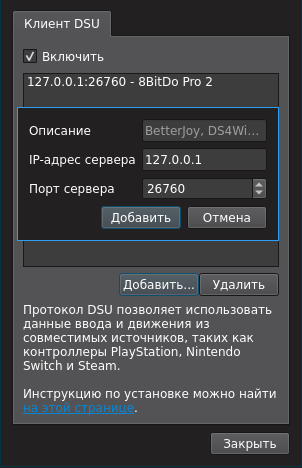 Клиент DSU
Включить
127.0.0.1:26760 - 8BitDo Pro 2
Описание
BetterJoy, DS4Wi...
IP-адрес сервера
127.0.0.1
Порт сервера
26760
Добавить
Отмена
Добавить...
Удалить
Протокол DSU позволяет использовать
данные ввода и движения из
совместимых источников, таких как
контроллеры PlayStation, Nintendo
Switch и Steam.
Инструкцию по установке можно найти
на этой странице.
Закрыть